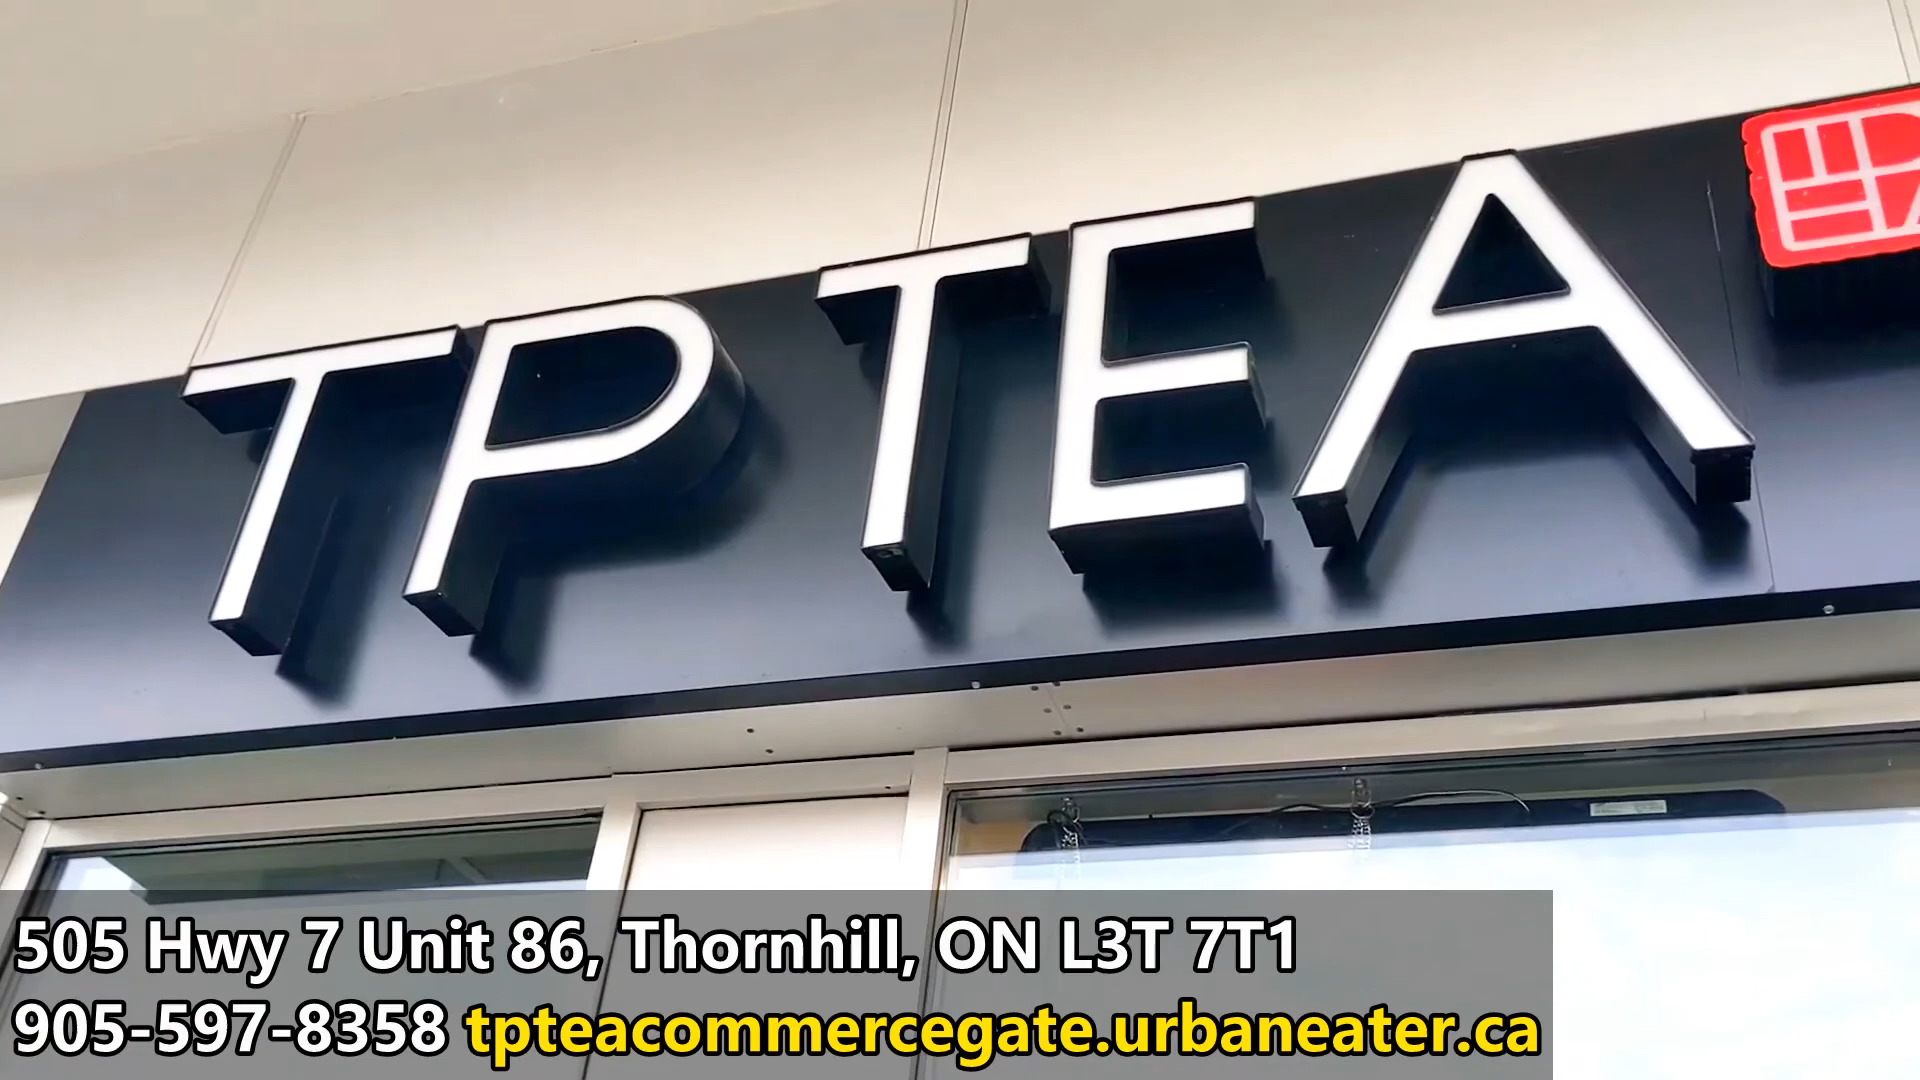 TP TEA
505 Hwy 7 Unit 86, Thornhill, ON L3T 7T1
905-597-8358 tpteacommercegate.urbaneater.ca